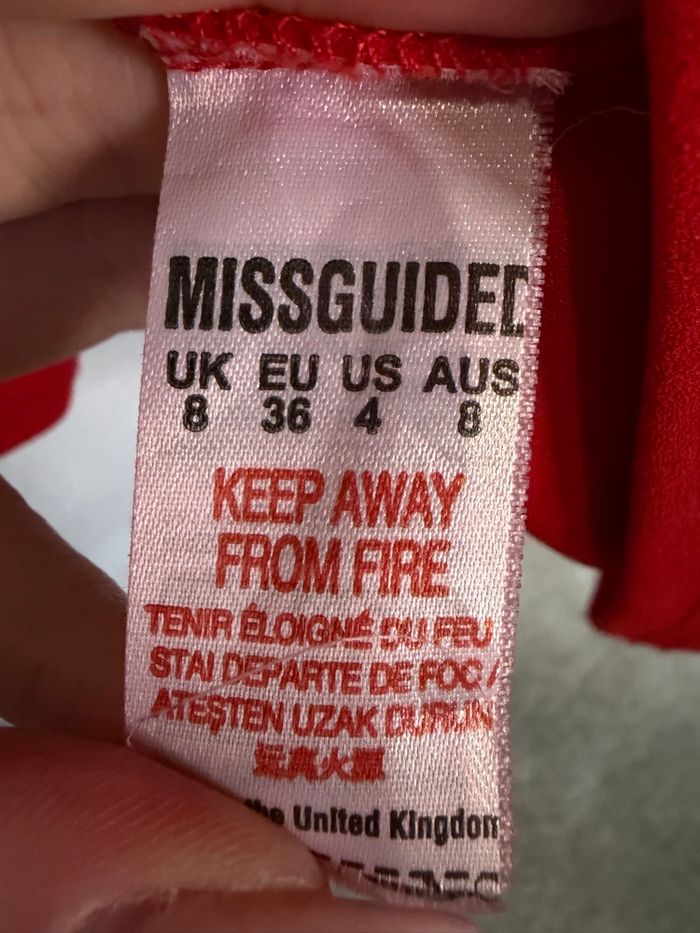 MISSGUIDED
UK EU US AUS
8 36 4 8
KEEP AWAY
FROM FIRE
TENIR ÉLOIGNÉ DU FEU
STAI DEPARTE DE FOC /
ATEŞTEN UZAK DURUN
远离火源
the United Kingdom